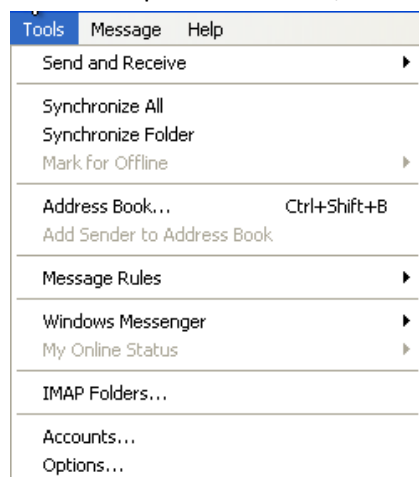 Tools Message Help
Send and Receive
Synchronize All
Synchronize Folder
Mark for Offline
Address Book... Ctrl+Shift+B
Add Sender to Address Book
Message Rules
Windows Messenger
My Online Status
IMAP Folders...
Accounts...
Options...